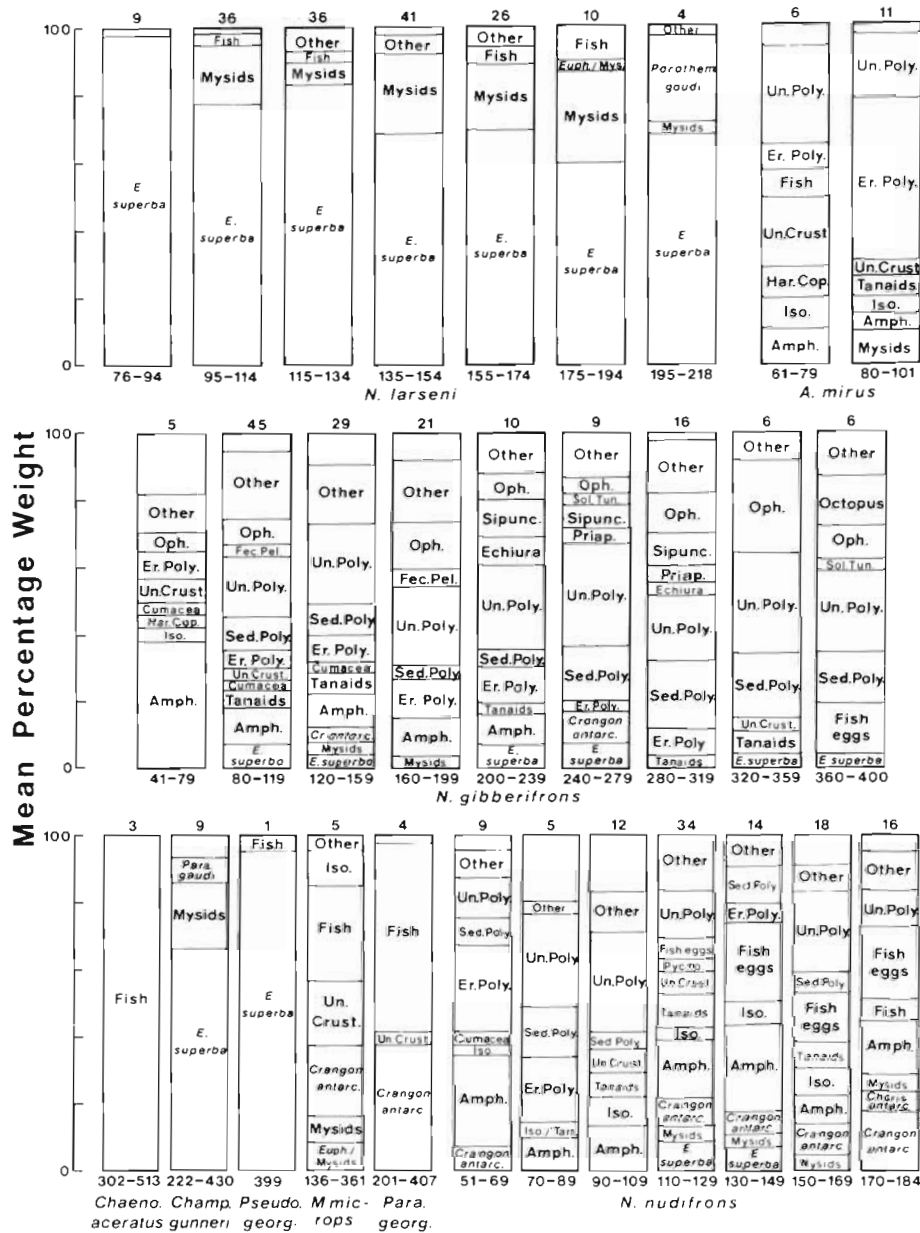 9 36 36 41 26 10 4 6 11
100
0
E superba
76-94
Fish
Mysids
E. superba
95-114
Other
Fish
Mysids
E superba
115-134
Other
Mysids
E. superba
135-154
Other
Fish
Mysids
E. superba
155-174
Fish
Euph./Mys.
Mysids
E superba
175-194
Other
Parothem goudi
Mysids
E superba
195-218
N. larseni
Un.Poly.
Er. Poly.
Fish
Un.Crust
Har.Cop.
Iso.
Amph.
61-79
Un.Poly.
Er. Poly.
Un.Crust
Tanaids
Iso.
Amph.
Mysids
80-101
A. mirus
Mean Percentage Weight
5 45 29 21 10 9 16 6 6
100
0
Other
Oph.
Er.Poly.
Un.Crust
Cumacea
Har.Cop.
Iso.
Amph.
41-79
Other
Oph.
Fec.Pel.
Un.Poly.
Sed.Poly
Er. Poly.
Un Crust.
Cumacea
Tanaids
Amph.
E. superba
80-119
Other
Un.Poly.
Sed.Poly
Er. Poly.
Cumacea
Tanaids
Amph.
Cr.antarc.
Mysids
E.superba
120-159
Other
Oph.
Fec.Pel.
Un.Poly.
Sed.Poly
Er. Poly.
Amph.
Mysids
160-199
Other
Oph.
Sipunc.
Echiura
Un.Poly.
Sed.Poly
Er. Poly.
Tanaids
Amph.
E. superba
200-239
Other
Oph.
Sol.Tun.
Sipunc.
Priap.
Un.Poly.
Sed.Poly
Er.Poly.
Crangon antarc.
E superba
240-279
Other
Oph.
Sipunc.
Priap.
Echiura
Un.Poly.
Sed.Poly
Er.Poly
Tanaids
280-319
Other
Oph.
Un.Poly.
Sed.Poly
Un Crust.
Tanaids
E.superba
320-359
Other
Octopus
Oph.
Sol.Tun.
Un.Poly.
Sed.Poly
Fish eggs
E superba
360-400
N. gibberifrons
3 9 1 5 4 9 5 12 34 14 18 16
100
0
Fish
302-513
Chaeno. aceratus
Para. gaudi
Mysids
E. superba
222-430
Champ. gunneri
Fish
E superba
399
Pseudo. georg.
Other
Iso.
Fish
Un. Crust.
Crangon antarc.
Mysids
Euph./ Mysids
136-361
M mic- rops
Fish
Un Crust.
Crangon antarc
201-407
Para. georg.
Other
Un.Poly
Sed.Poly
Er.Poly.
Cumacea
Iso.
Amph.
Crangon antarc.
51-69
Other
Un.Poly
Sed.Poly
Er.Poly.
Iso./Tan.
Amph.
70-89
Other
Un.Poly.
Sed Poly.
Un Crust.
Tanaids
Iso.
Amph.
90-109
Other
Un.Poly
Fish eggs
Pycno.
Un Crust
Tanaids
Iso.
Amph.
Crangon antarc.
Mysids
E superba
110-129
Other
Sed Poly
Er.Poly.
Fish eggs
Iso.
Amph.
Crangon antarc.
Mysids
E superba
130-149
Other
Un.Poly
Sed Poly
Fish eggs
Tanaids
Iso.
Amph.
Crangon antarc.
Mysids
150-169
Other
Un.Poly
Fish eggs
Fish
Amph.
Mysids
Choris antarc.
Crangon antarc.
170-184
N. nudifrons